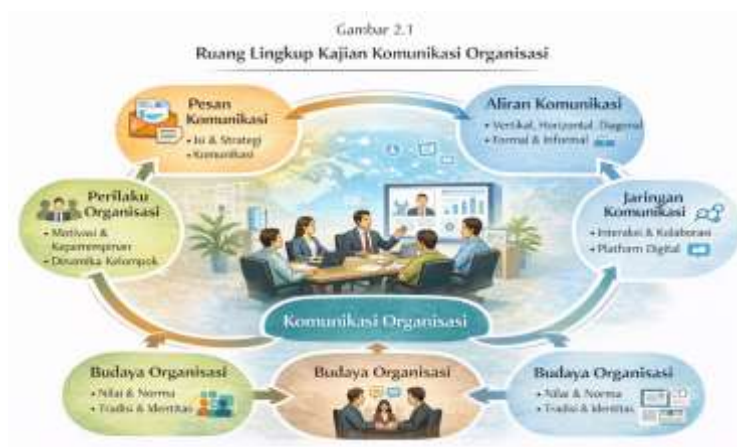 Gambar 2.1
Ruang Lingkup Kajian Komunikasi Organisasi
Pesan
Komunikasi
• Isi & Strategi
• Komunikasi
Aliran Komunikasi
• Vertikal, Horizontal, Diagonal
• Formal & Informal
Perilaku
Organisasi
• Motivasi &
Kepemimpinan
• Dinamika Kelompok
Jaringan
Komunikasi
• Interaksi & Kolaborasi
• Platform Digital
Komunikasi Organisasi
Budaya Organisasi
• Nilai & Norma
• Tradisi & Identitas
Budaya Organisasi
Budaya Organisasi
• Nilai & Norma
• Tradisi & Identitas